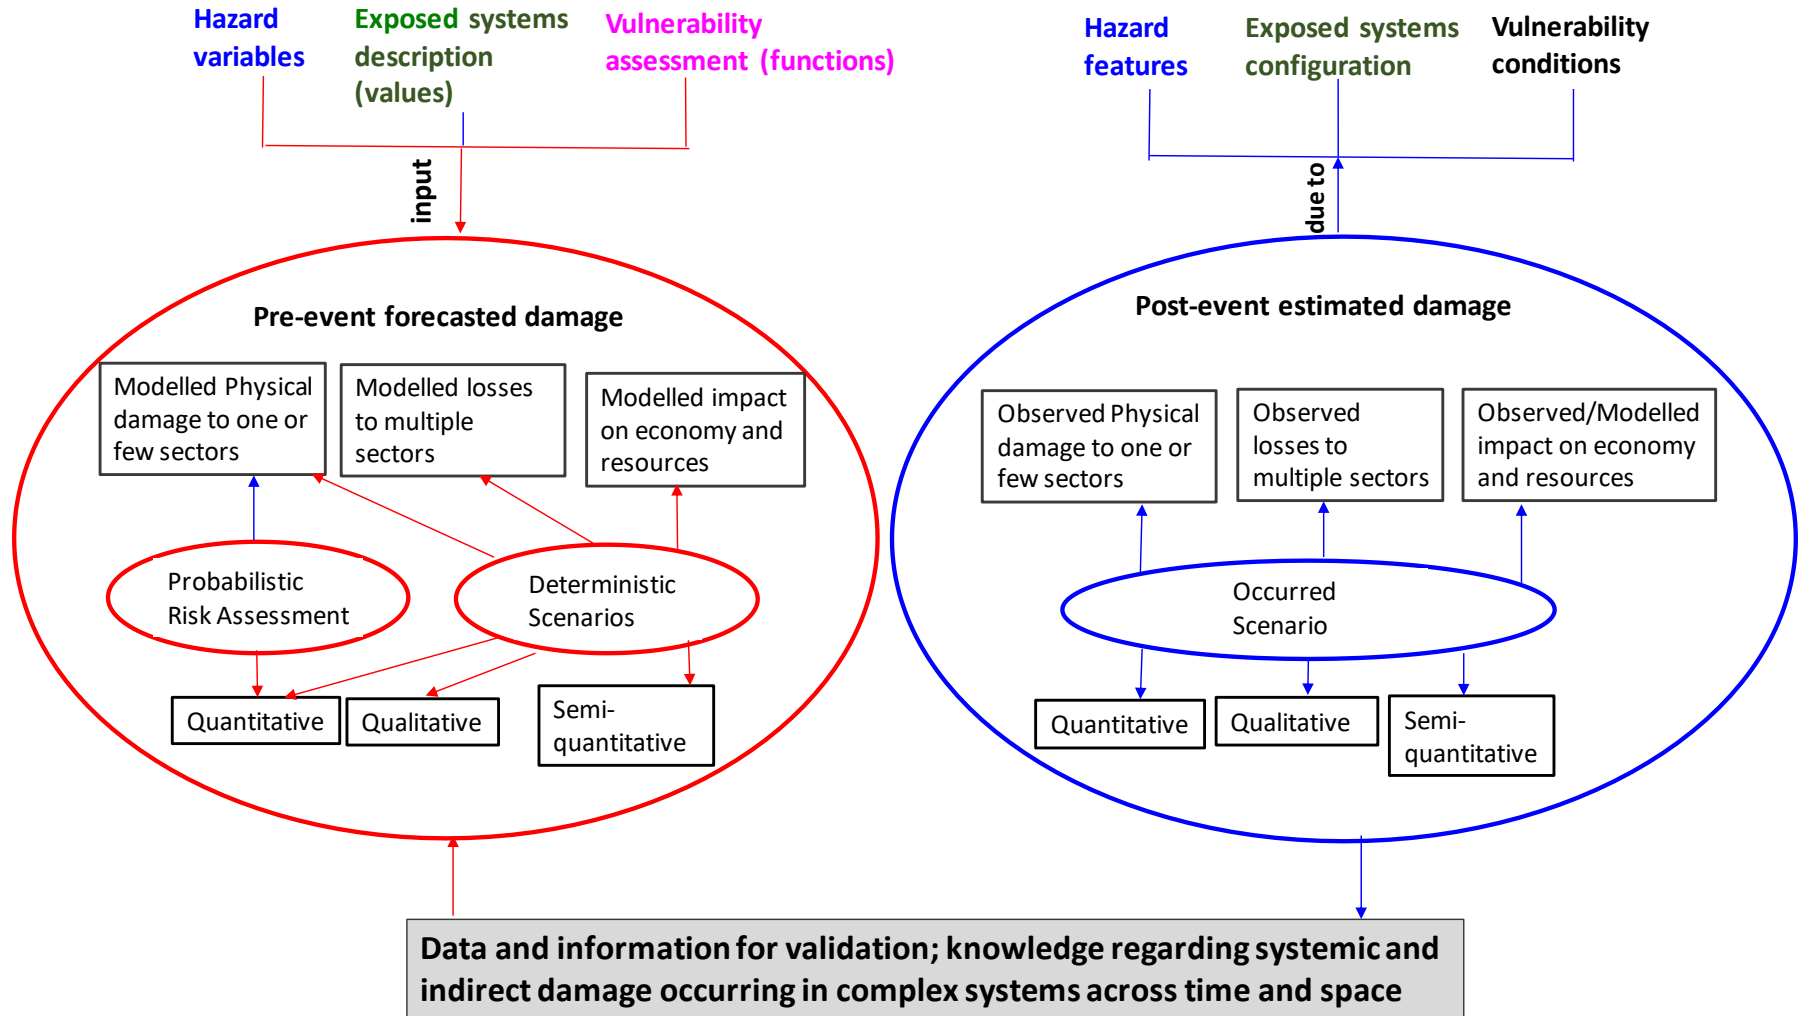 Hazard
variables
Exposed systems
description
(values)
Vulnerability
assessment (functions)
input
Pre-event forecasted damage
Modelled Physical
damage to one or
few sectors
Modelled losses
to multiple
sectors
Modelled impact
on economy and
resources
Probabilistic
Risk Assessment
Deterministic
Scenarios
Quantitative
Qualitative
Semi-
quantitative
Hazard
features
Exposed systems
configuration
Vulnerability
conditions
due to
Post-event estimated damage
Observed Physical
damage to one or
few sectors
Observed
losses to
multiple sectors
Observed/Modelled
impact on economy
and resources
Occurred
Scenario
Quantitative
Qualitative
Semi-
quantitative
Data and information for validation; knowledge regarding systemic and
indirect damage occurring in complex systems across time and space